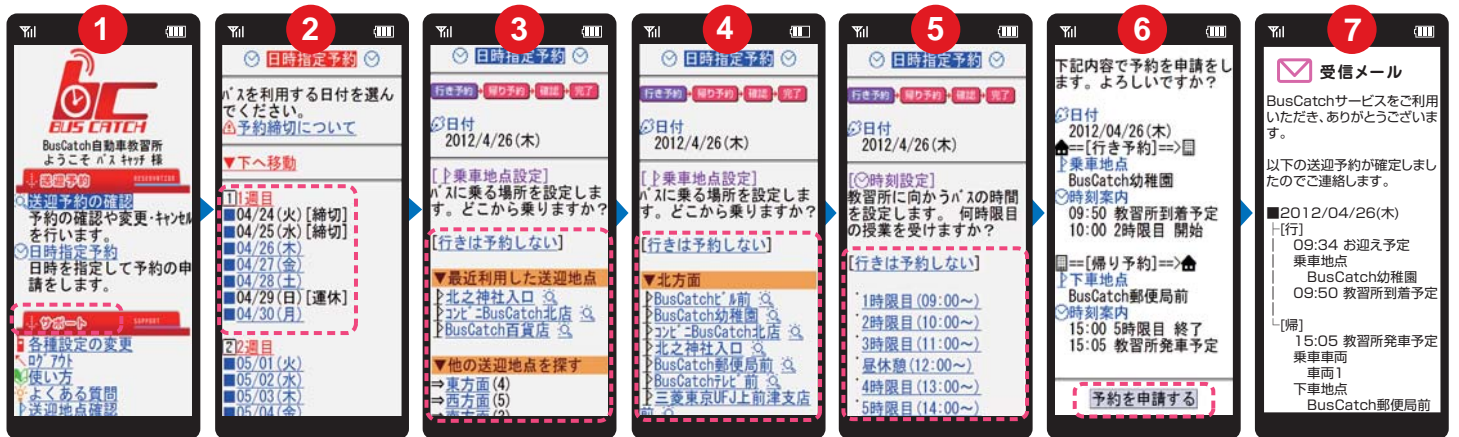 1
BUS CATCH
BusCatch自動車教習所
ようこそ バス キャッチ 様
送迎予約
RESERVATION
送迎予約の確認
予約の確認や変更・キャンセル
を行います。
日時指定予約
日時を指定して予約の申
請をします。
サポート
SUPPORT
各種設定の変更
ログアウト
使い方
よくある質問
送迎地点確認
2
日時指定予約
バスを利用する日付を選ん
でください。
予約締切について
▼下へ移動
1 1週目
■04/24(火)[締切]
■04/25(水)[締切]
■04/26(木)
■04/27(金)
■04/28(土)
■04/29(日)[運休]
■04/30(月)
2 2週目
■05/01(火)
■05/02(水)
■05/03(木)
■05/04(金)
3
日時指定予約
行き予約 帰り予約 確認 完了
日付
2012/4/26(木)
[乗車地点設定]
バスに乗る場所を設定しま
す。どこから乗りますか?
[行きは予約しない]
▼最近利用した送迎地点
北之神社入口
コンビニBusCatch北店
BusCatch百貨店
▼他の送迎地点を探す
⇒東方面(4)
⇒西方面(5)
4
日時指定予約
行き予約 帰り予約 確認 完了
日付
2012/4/26(木)
[乗車地点設定]
バスに乗る場所を設定しま
す。どこから乗りますか?
[行きは予約しない]
▼北方面
BusCatchビル前
BusCatch幼稚園
コンビニBusCatch北店
北之神社入口
BusCatch郵便局前
BusCatchテレビ前
三菱東京UFJ上前津支店
前
5
日時指定予約
行き予約 帰り予約 確認 完了
日付
2012/4/26(木)
[時刻設定]
教習所に向かうバスの時間
を設定します。 何時限目
の授業を受けますか?
[行きは予約しない]
1時限目(09:00~)
2時限目(10:00~)
3時限目(11:00~)
昼休憩(12:00~)
4時限目(13:00~)
5時限目(14:00~)
6
下記内容で予約を申請をし
ます。よろしいですか?
日付
2012/04/26(木)
==[行き予約]==>
乗車地点
BusCatch幼稚園
時刻案内
09:50 教習所到着予定
10:00 2時限目 開始
==[帰り予約]==>
下車地点
BusCatch郵便局前
時刻案内
15:00 5時限目 終了
15:05 教習所発車予定
予約を申請する
7
受信メール
BusCatchサービスをご利用
いただき、ありがとうございま
す。
以下の送迎予約が確定しまし
たのでご連絡します。
■2012/04/26(木)
├[行]
│ 09:34 お迎え予定
│ 乗車地点
│ BusCatch幼稚園
│ 09:50 教習所到着予定
│
└[帰]
15:05 教習所発車予定
乗車車両
車両1
下車地点
BusCatch郵便局前